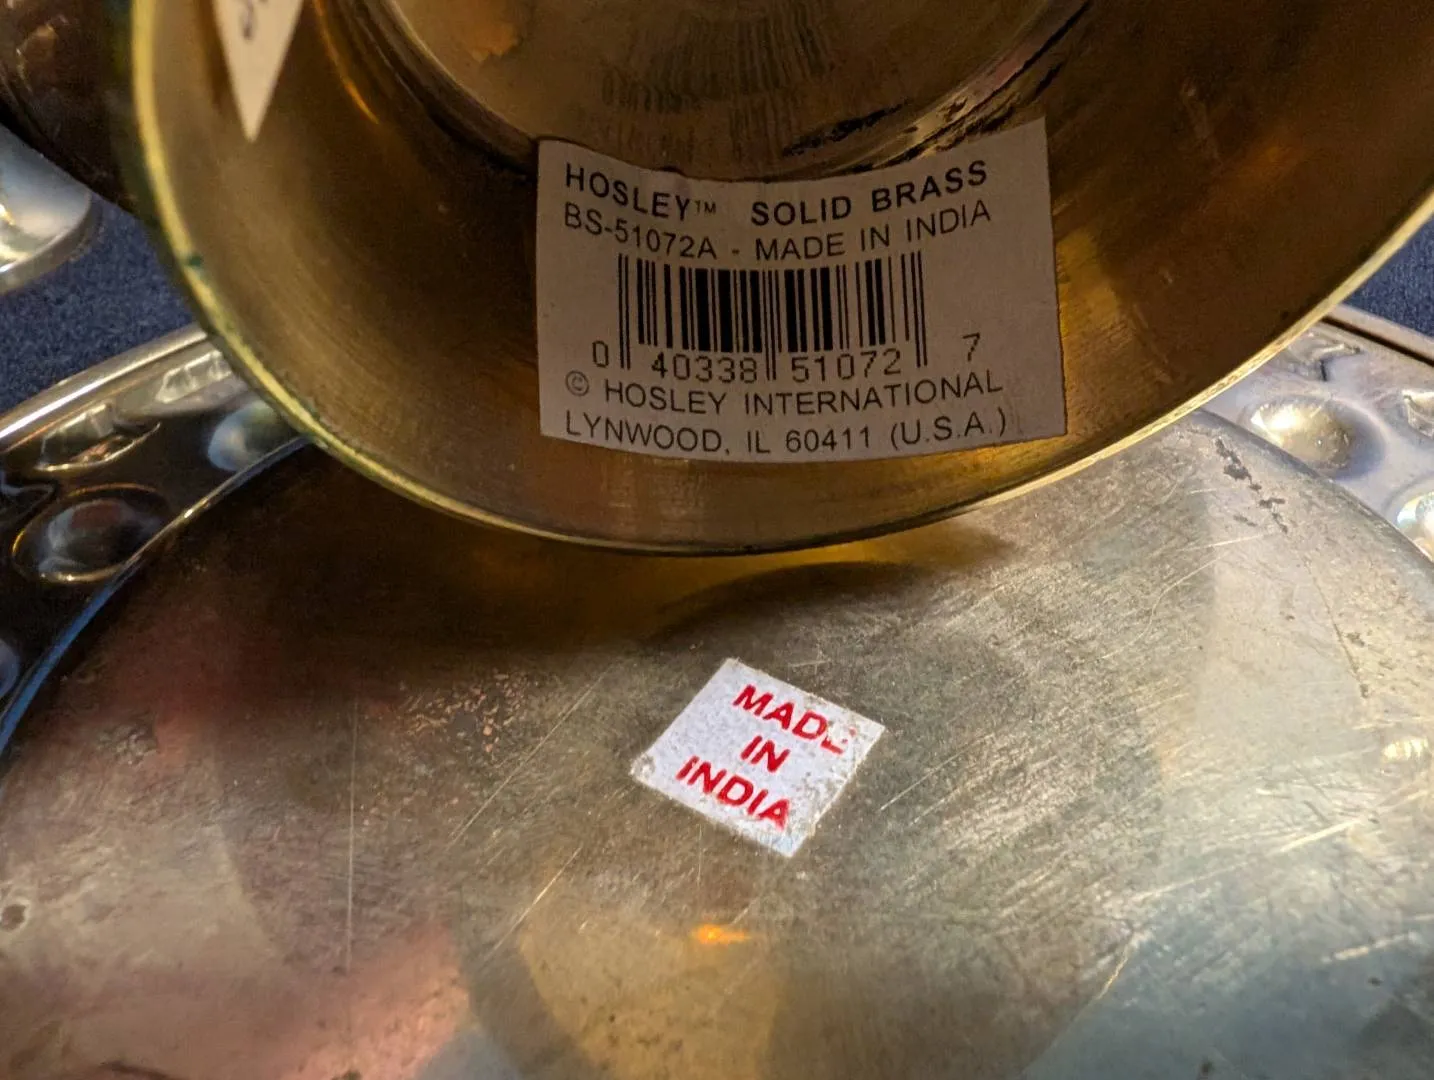 HOSLEY™ SOLID BRASS
BS-51072A - MADE IN INDIA
0 40338 51072 7
© HOSLEY INTERNATIONAL
LYNWOOD, IL 60411 (U.S.A.)
MADE
IN
INDIA